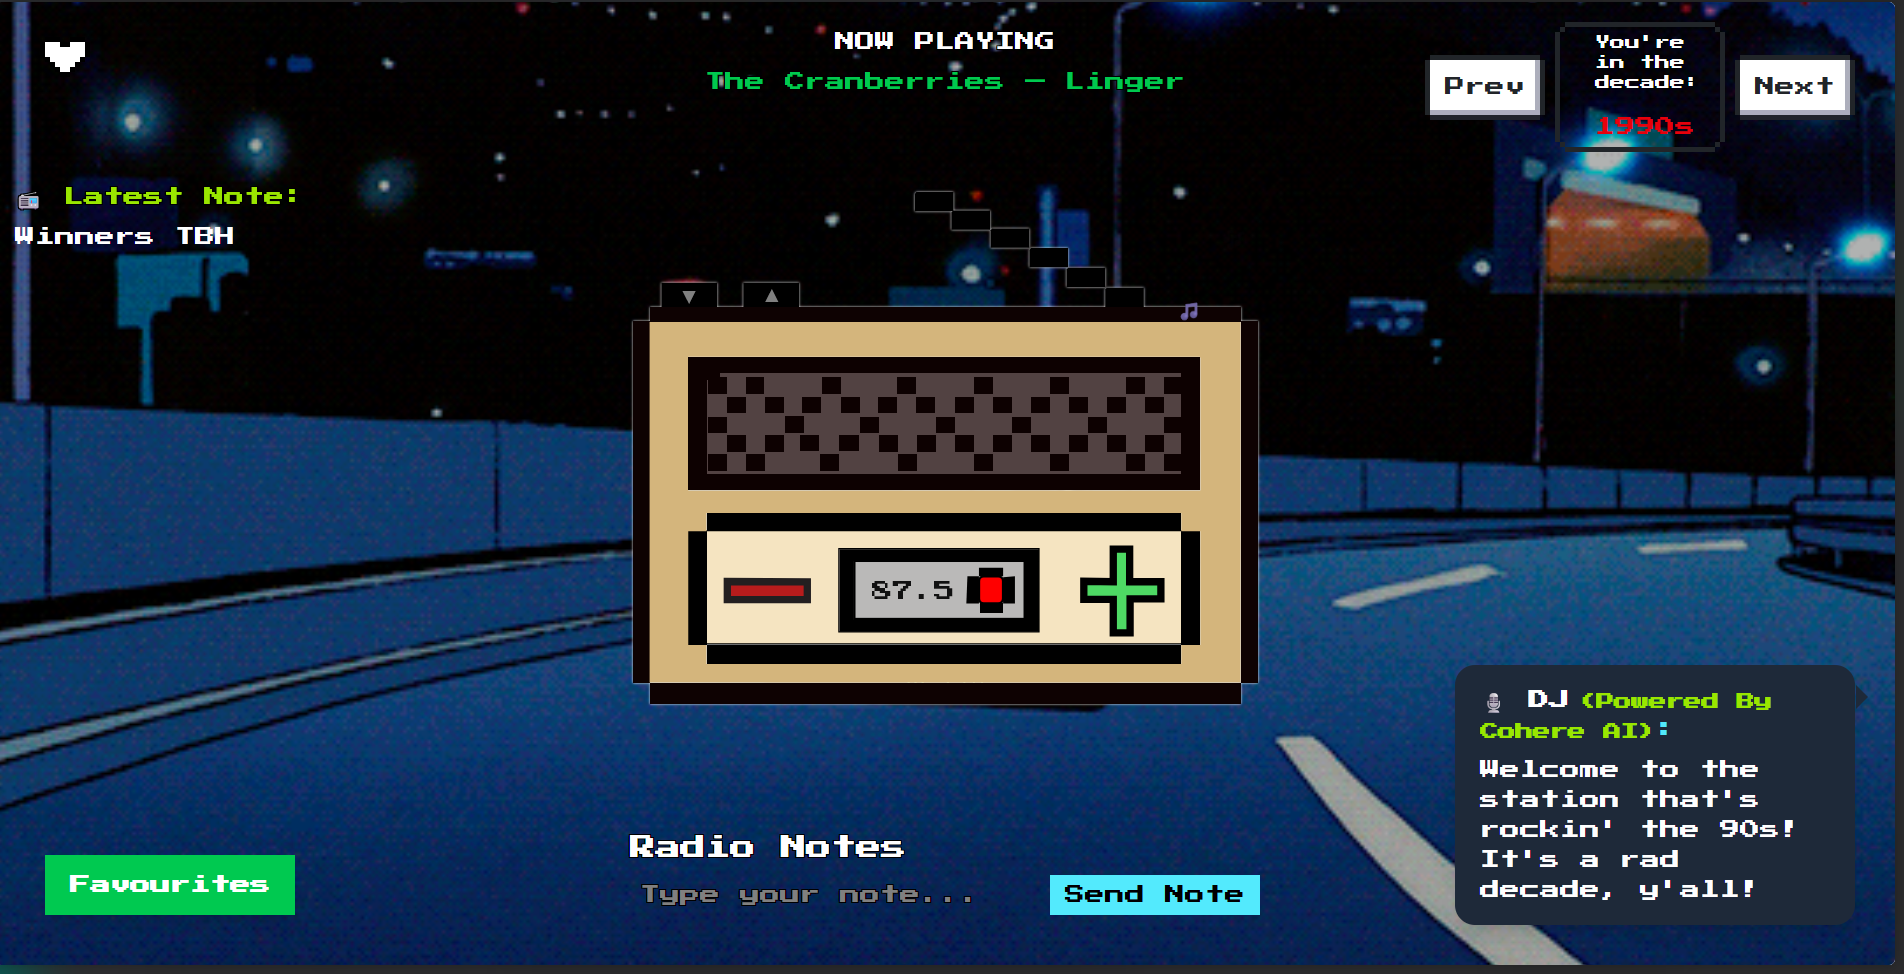 NOW PLAYING
The Cranberries — Linger
Prev
You're
in the
decade:
1990s
Next
Latest Note:
Winners TBH
▼ ▲
87.5
DJ (Powered By
Cohere AI):
Welcome to the
station that's
rockin' the 90s!
It's a rad
decade, y'all!
Favourites
Radio Notes
Type your note...
Send Note